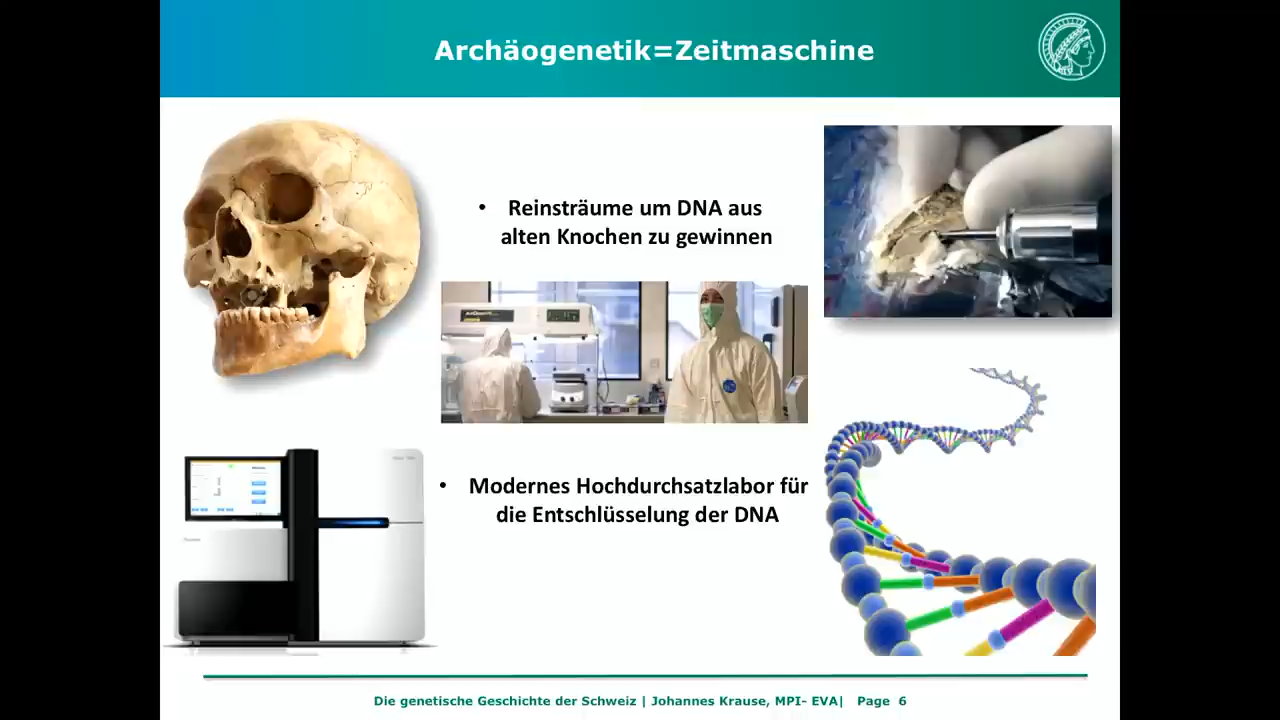 Archäogenetik=Zeitmaschine
• Reinsträume um DNA aus
alten Knochen zu gewinnen
• Modernes Hochdurchsatzlabor für
die Entschlüsselung der DNA
Die genetische Geschichte der Schweiz | Johannes Krause, MPI- EVA| Page 6